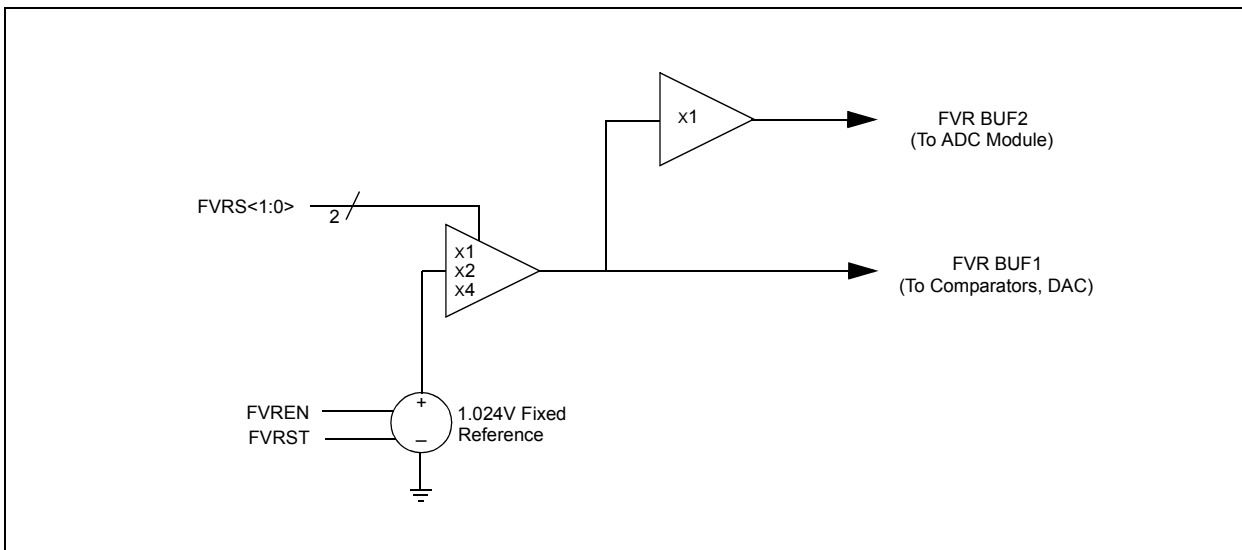 x1
FVR BUF2
(To ADC Module)
FVRS<1:0>
2
x1
x2
x4
FVR BUF1
(To Comparators, DAC)
FVREN
FVRST
+
–
1.024V Fixed
Reference